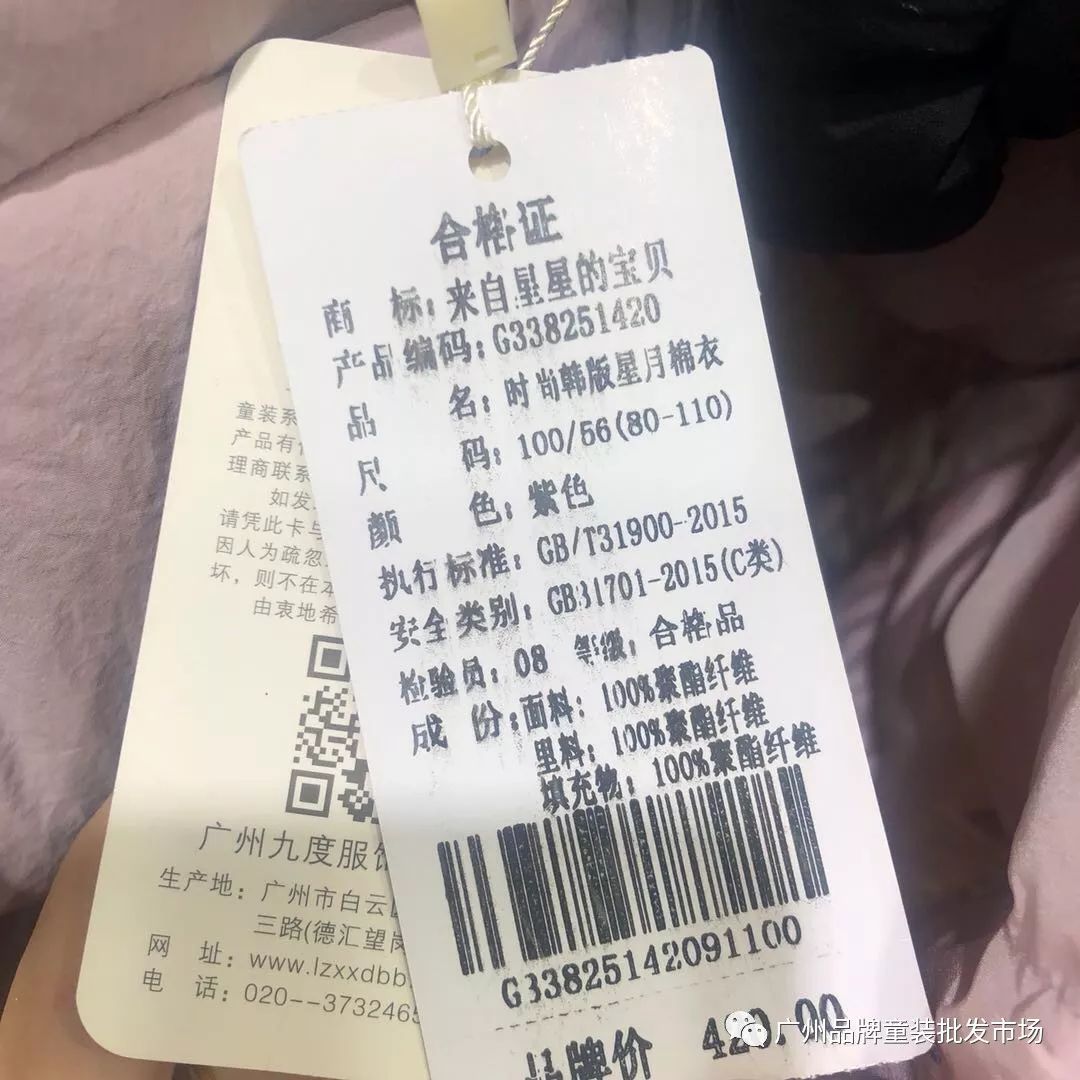 合格证
商 标：来自星星的宝贝
产品编码：G338251420
品 名：时尚韩版星月棉衣
尺 码：100/56(80-110)
颜 色：紫色
执行标准：GB/T31900-2015
安全类别：GB31701-2015(C类)
检验员：08 等级：合格品
成 份：面料：100%聚酯纤维
里料：100%聚酯纤维
填充物：100%聚酯纤维
G33825142091100
牌价 420.00
童装系
产品有
理商联系
如发
请凭此卡与
因人为疏忽
坏，则不在本
由衷地希
广州九度服
生产地：广州市白云
三路(德汇望岗
网 址：www.lzxxdbb
电 话：020--3732465
广州品牌童装批发市场